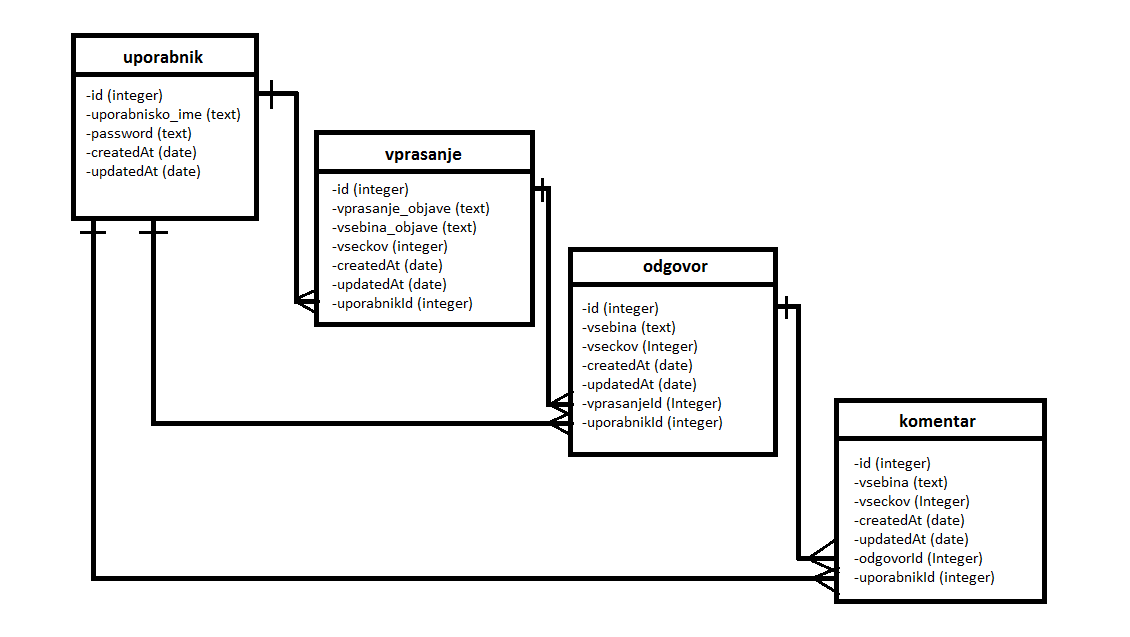 uporabnik
-id (integer)
-uporabnisko_ime (text)
-password (text)
-createdAt (date)
-updatedAt (date)
vprasanje
-id (integer)
-vprasanje_objave (text)
-vsebina_objave (text)
-vseckov (integer)
-createdAt (date)
-updatedAt (date)
-uporabnikId (integer)
odgovor
-id (integer)
-vsebina (text)
-vseckov (Integer)
-createdAt (date)
-updatedAt (date)
-vprasanjeId (Integer)
-uporabnikId (integer)
komentar
-id (integer)
-vsebina (text)
-vseckov (Integer)
-createdAt (date)
-updatedAt (date)
-odgovorId (Integer)
-uporabnikId (integer)